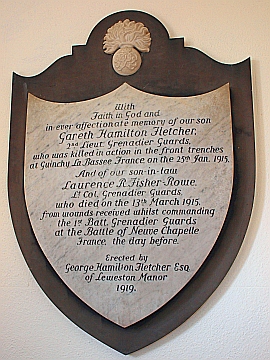 With
Faith in God and
in ever affectionate memory of our son
Gareth Hamilton Fletcher,
2nd Lieut. Grenadier Guards,
who was killed in action in the front trenches
at Guinchy La Bassee France on the 25th Jan. 1915.
And of our son-in-law
Laurence R. Fisher-Rowe.
Lt Col. Grenadier Guards.
who died on the 13th March 1915.
from wounds received whilst commanding
the 1st Batt. Grenadier Guards
at the Battle of Neuve Chapelle
France, the day before.
Erected by
George Hamilton Fletcher Esq
of Leweston Manor
1919.